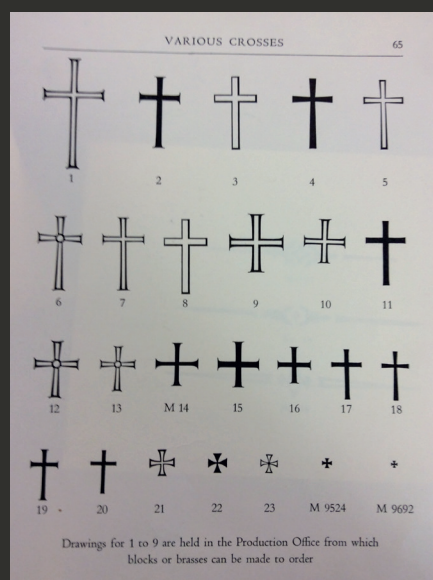 VARIOUS CROSSES 65
1 2 3 4 5
6 7 8 9 10 11
12 13 M 14 15 16 17 18
19 - 20 21 22 23 M 9524 M 9692
Drawings for 1 to 9 are held in the Production Office from which
blocks or brasses can be made to order